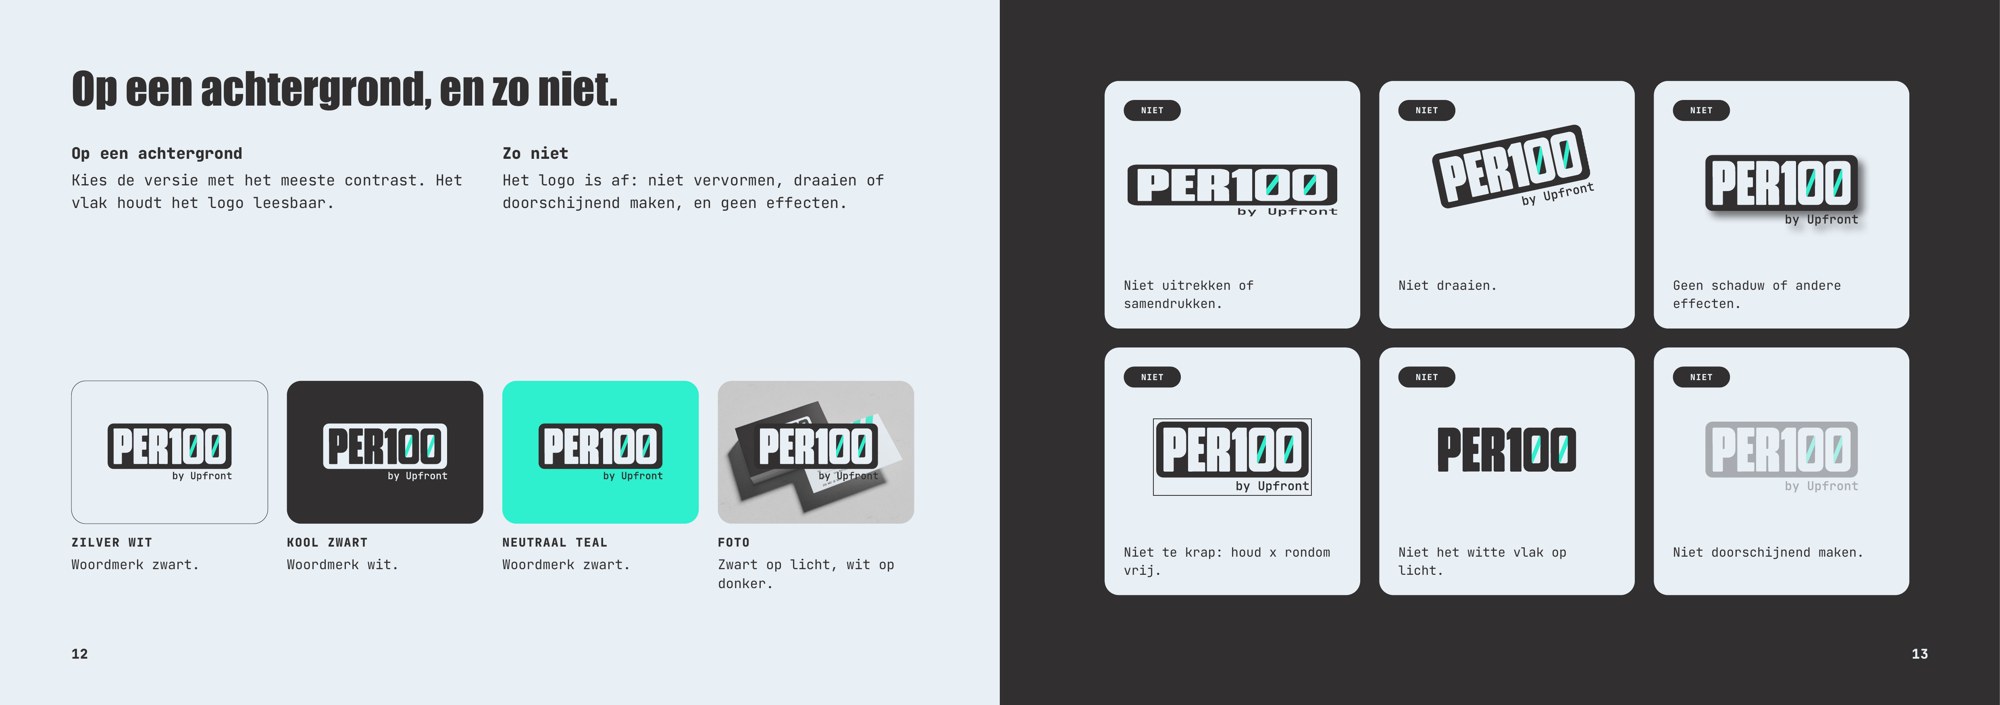 Op een achtergrond, en zo niet.
Op een achtergrond
Kies de versie met het meeste contrast. Het
vlak houdt het logo leesbaar.
Zo niet
Het logo is af: niet vervormen, draaien of
doorschijnend maken, en geen effecten.
PER100
by Upfront
ZILVER WIT
Woordmerk zwart.
PER100
by Upfront
KOOL ZWART
Woordmerk wit.
PER100
by Upfront
NEUTRAAL TEAL
Woordmerk zwart.
PER100
by Upfront
FOTO
Zwart op licht, wit op
donker.
12
NIET
PER100
by Upfront
Niet uitrekken of
samendrukken.
NIET
PER100
by Upfront
Niet draaien.
NIET
PER100
by Upfront
Geen schaduw of andere
effecten.
NIET
PER100
by Upfront
Niet te krap: houd x rondom
vrij.
NIET
PER100
Niet het witte vlak op
licht.
NIET
PER100
by Upfront
Niet doorschijnend maken.
13